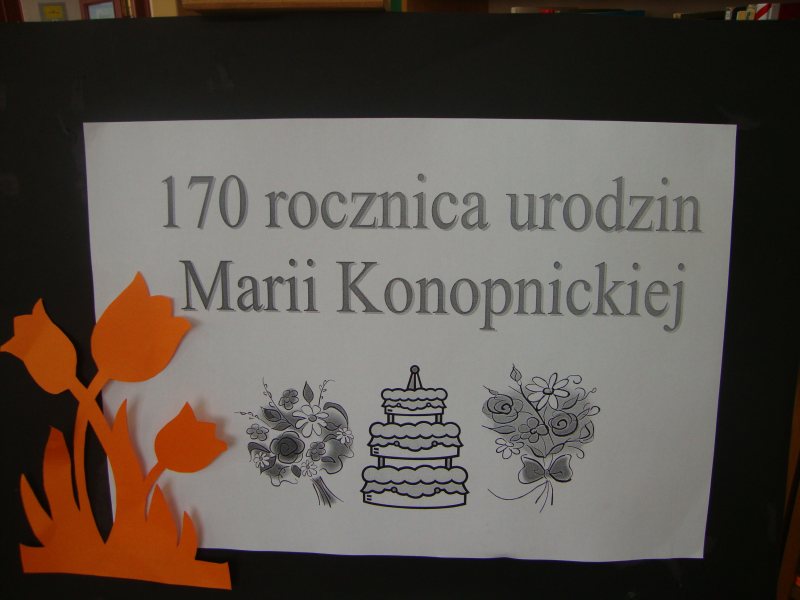 170 rocznica urodzin
Marii Konopnickiej